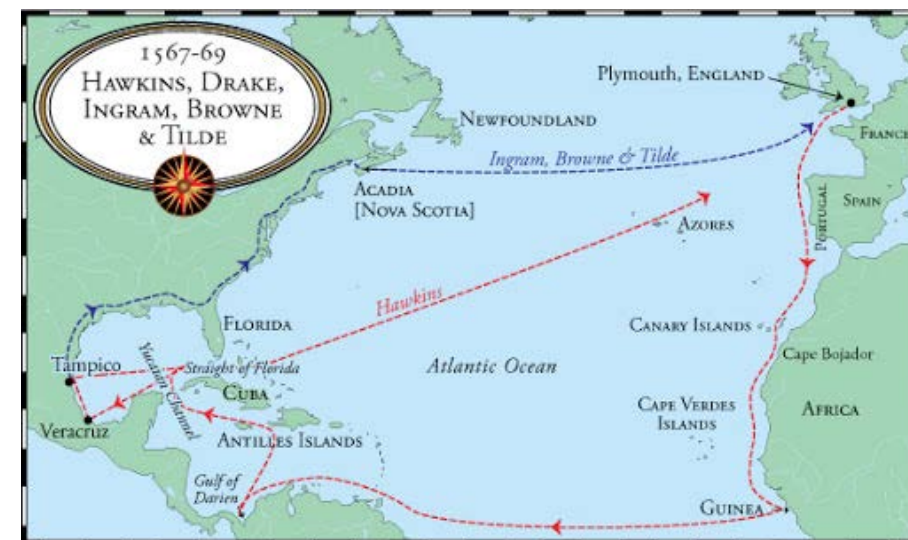 1567-69
HAWKINS, DRAKE,
INGRAM, BROWNE
& TILDE
Plymouth, ENGLAND
NEWFOUNDLAND
FRANCE
Ingram, Browne & Tilde
ACADIA
[NOVA SCOTIA]
SPAIN
PORTUGAL
AZORES
Hawkins
FLORIDA
CANARY ISLANDS
Cape Bojador
Tampico
Straight of Florida
Atlantic Ocean
Yucatan Channel
CUBA
CAPE VERDES
ISLANDS
AFRICA
Veracruz
ANTILLES ISLANDS
Gulf of
Darien
GUINEA